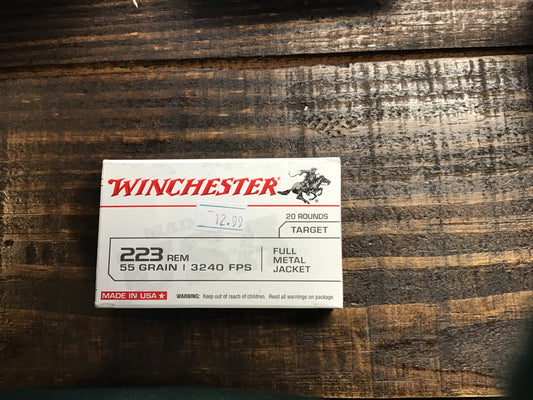 WINCHESTER
12.99
20 ROUNDS
TARGET
223 REM
55 GRAIN | 3240 FPS
FULL
METAL
JACKET
MADE IN USA
WARNING: Keep out of reach of children. Read all warnings on package.